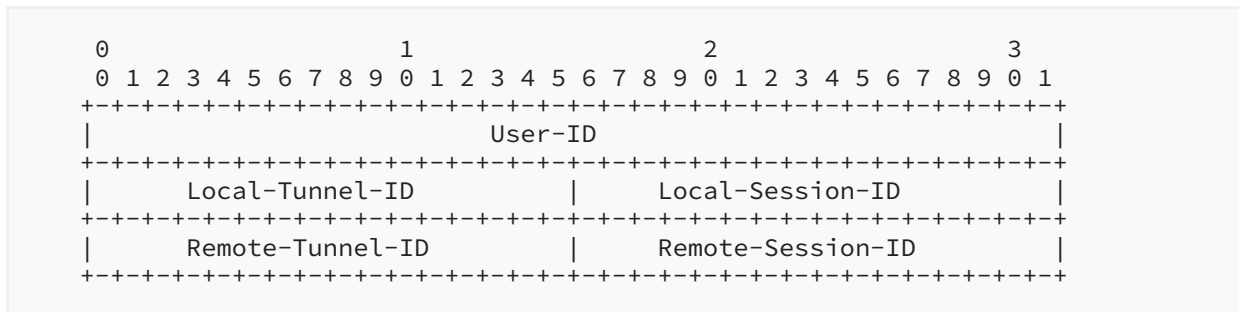 0                   1                   2                   3
 0 1 2 3 4 5 6 7 8 9 0 1 2 3 4 5 6 7 8 9 0 1 2 3 4 5 6 7 8 9 0 1
+-+-+-+-+-+-+-+-+-+-+-+-+-+-+-+-+-+-+-+-+-+-+-+-+-+-+-+-+-+-+-+-+
|                          User-ID                              |
+-+-+-+-+-+-+-+-+-+-+-+-+-+-+-+-+-+-+-+-+-+-+-+-+-+-+-+-+-+-+-+-+
|      Local-Tunnel-ID          |     Local-Session-ID          |
+-+-+-+-+-+-+-+-+-+-+-+-+-+-+-+-+-+-+-+-+-+-+-+-+-+-+-+-+-+-+-+-+
|      Remote-Tunnel-ID         |     Remote-Session-ID         |
+-+-+-+-+-+-+-+-+-+-+-+-+-+-+-+-+-+-+-+-+-+-+-+-+-+-+-+-+-+-+-+-+